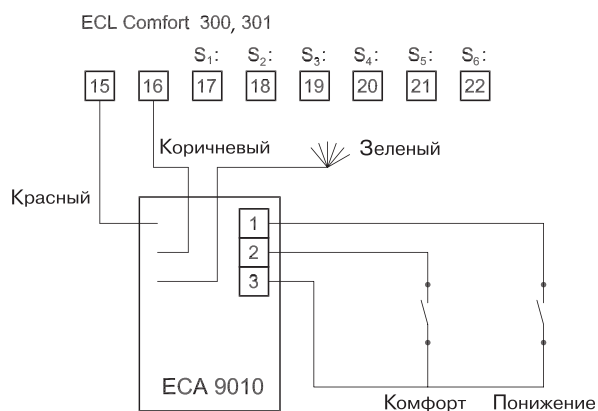 ECL Comfort 300, 301
S1: S2: S3: S4: S5: S6:
15 16 17 18 19 20 21 22
Коричневый
Зеленый
Красный
1
2
3
ECA 9010
Комфорт Понижение